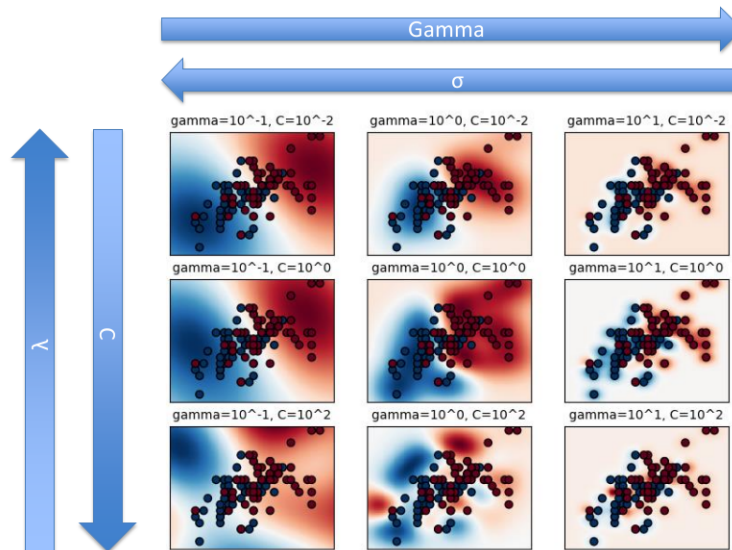 Gamma
σ
gamma=10^-1, C=10^-2
gamma=10^0, C=10^-2
gamma=10^1, C=10^-2
λ
C
gamma=10^-1, C=10^0
gamma=10^0, C=10^0
gamma=10^1, C=10^0
gamma=10^-1, C=10^2
gamma=10^0, C=10^2
gamma=10^1, C=10^2